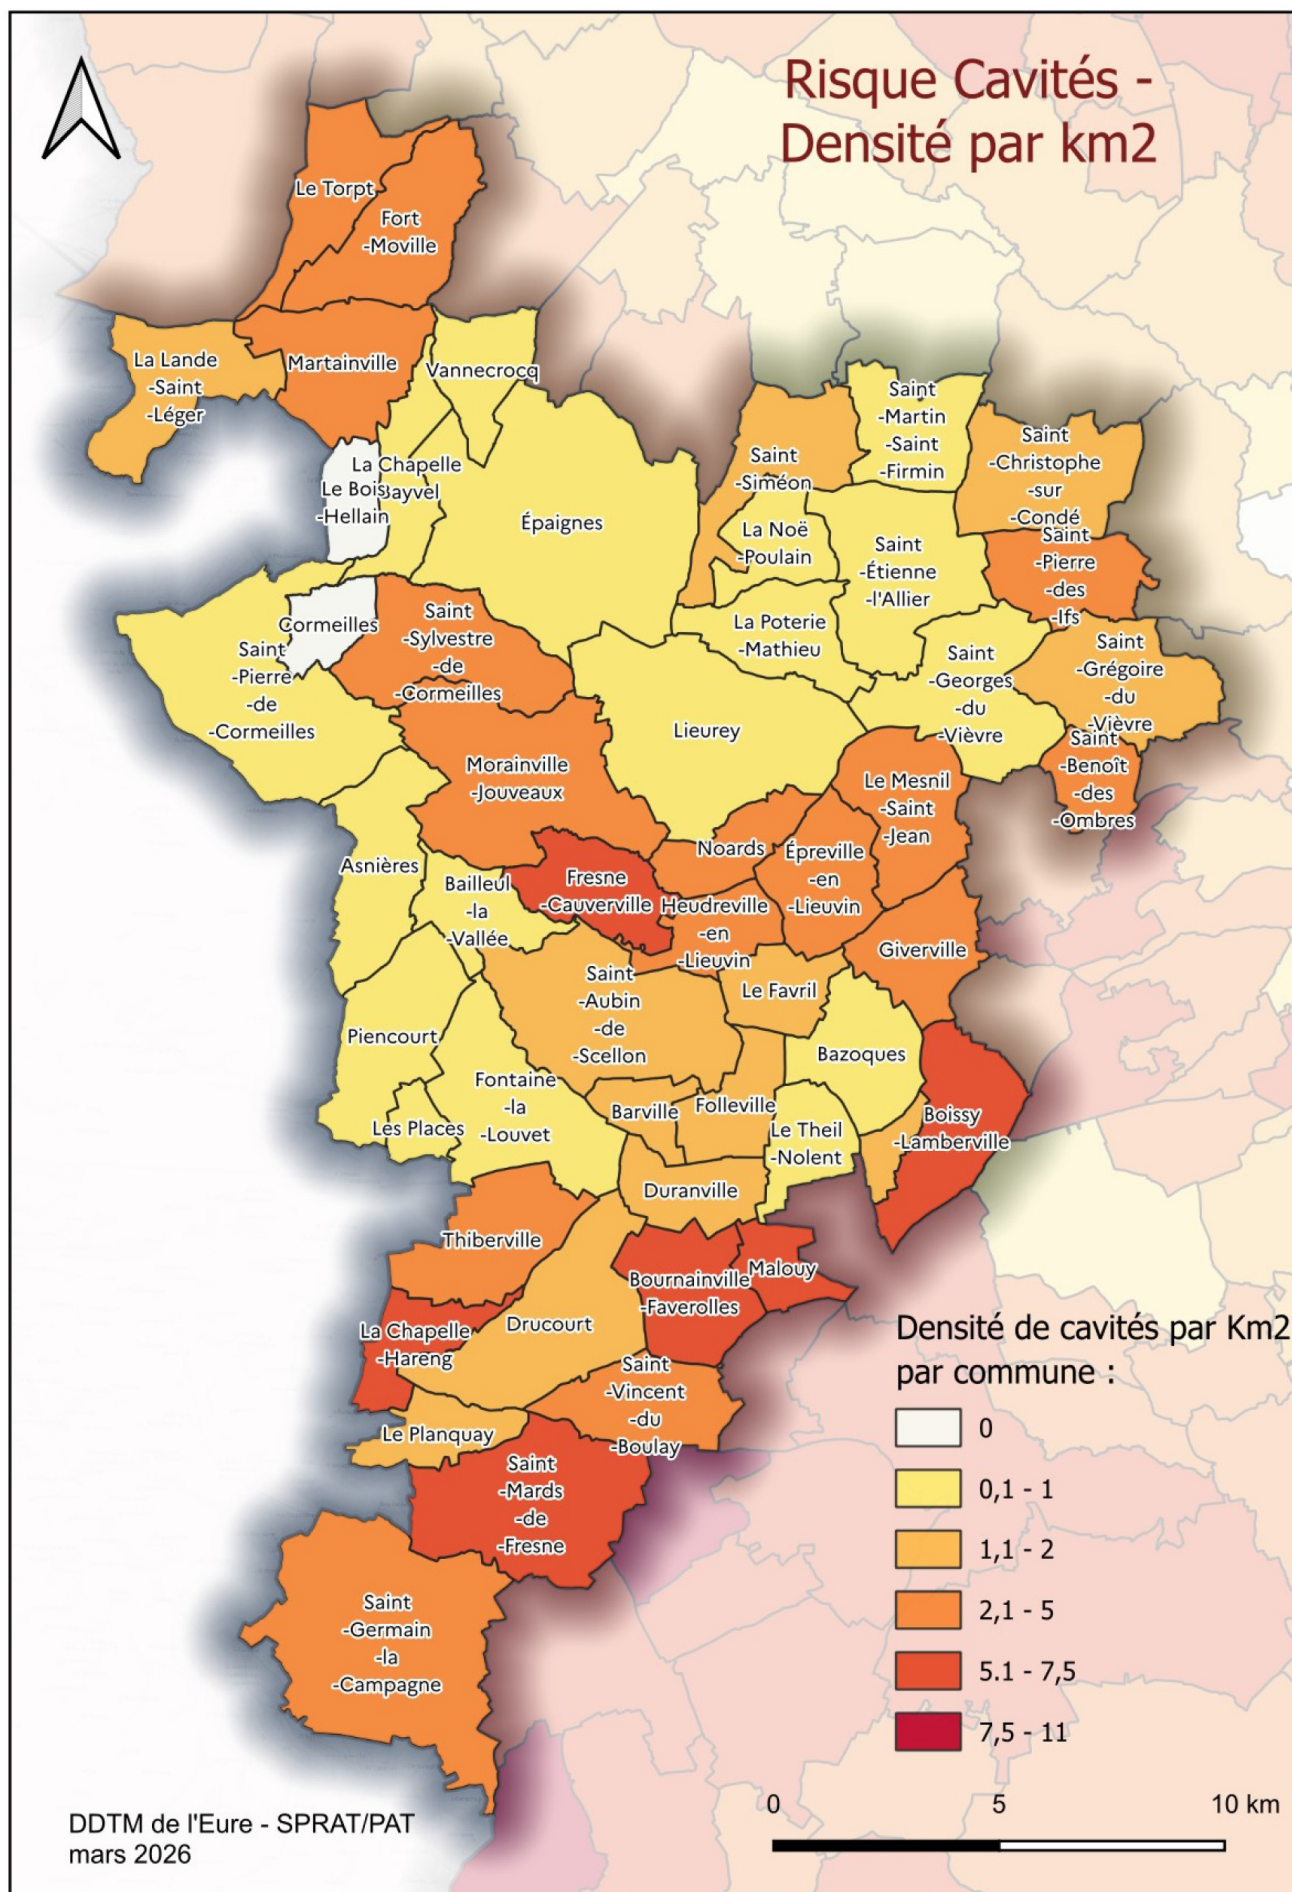 Risque Cavités -
Densité par km2
Le Torpt
Fort
-Moville
La Lande
-Saint
-Léger
Martainville
Vannecrocq
La Chapelle
Bayvel
Le Bois
-Hellain
Épaignes
Saint
-Siméon
Saint
-Martin
-Saint
-Firmin
Saint
-Christophe
-sur
-Condé
La Noë
-Poulain
Saint
-Étienne
-l'Allier
Saint
-Pierre
-des
-Ifs
Cormeilles
Saint
-Sylvestre
-de
-Cormeilles
La Poterie
-Mathieu
Saint
-Pierre
-de
-Cormeilles
Saint
-Georges
-du
-Vièvre
Saint
-Grégoire
-du
-Vièvre
Lieurey
Saint
-Benoît
-des
-Ombres
Morainville
-Jouveaux
Le Mesnil
-Saint
-Jean
Noards
Épreville
-en
-Lieuvin
Asnières
Bailleul
-la
-Vallée
Fresne
-Cauverville
Heudreville
-en
-Lieuvin
Giverville
Saint
-Aubin
-de
-Scellon
Le Favril
Piencourt
Bazoques
Fontaine
-la
-Louvet
Les Places
Barville
Folleville
Le Theil
-Nolent
Boissy
-Lamberville
Duranville
Thiberville
Bournainville
-Faverolles
Malouy
La Chapelle
-Hareng
Drucourt
Saint
-Vincent
-du
-Boulay
Le Planquay
Saint
-Mards
-de
-Fresne
Saint
-Germain
-la
-Campagne
Densité de cavités par Km2
par commune :
0
0,1 - 1
1,1 - 2
2,1 - 5
5.1 - 7,5
7,5 - 11
0 5 10 km
DDTM de l'Eure - SPRAT/PAT
mars 2026